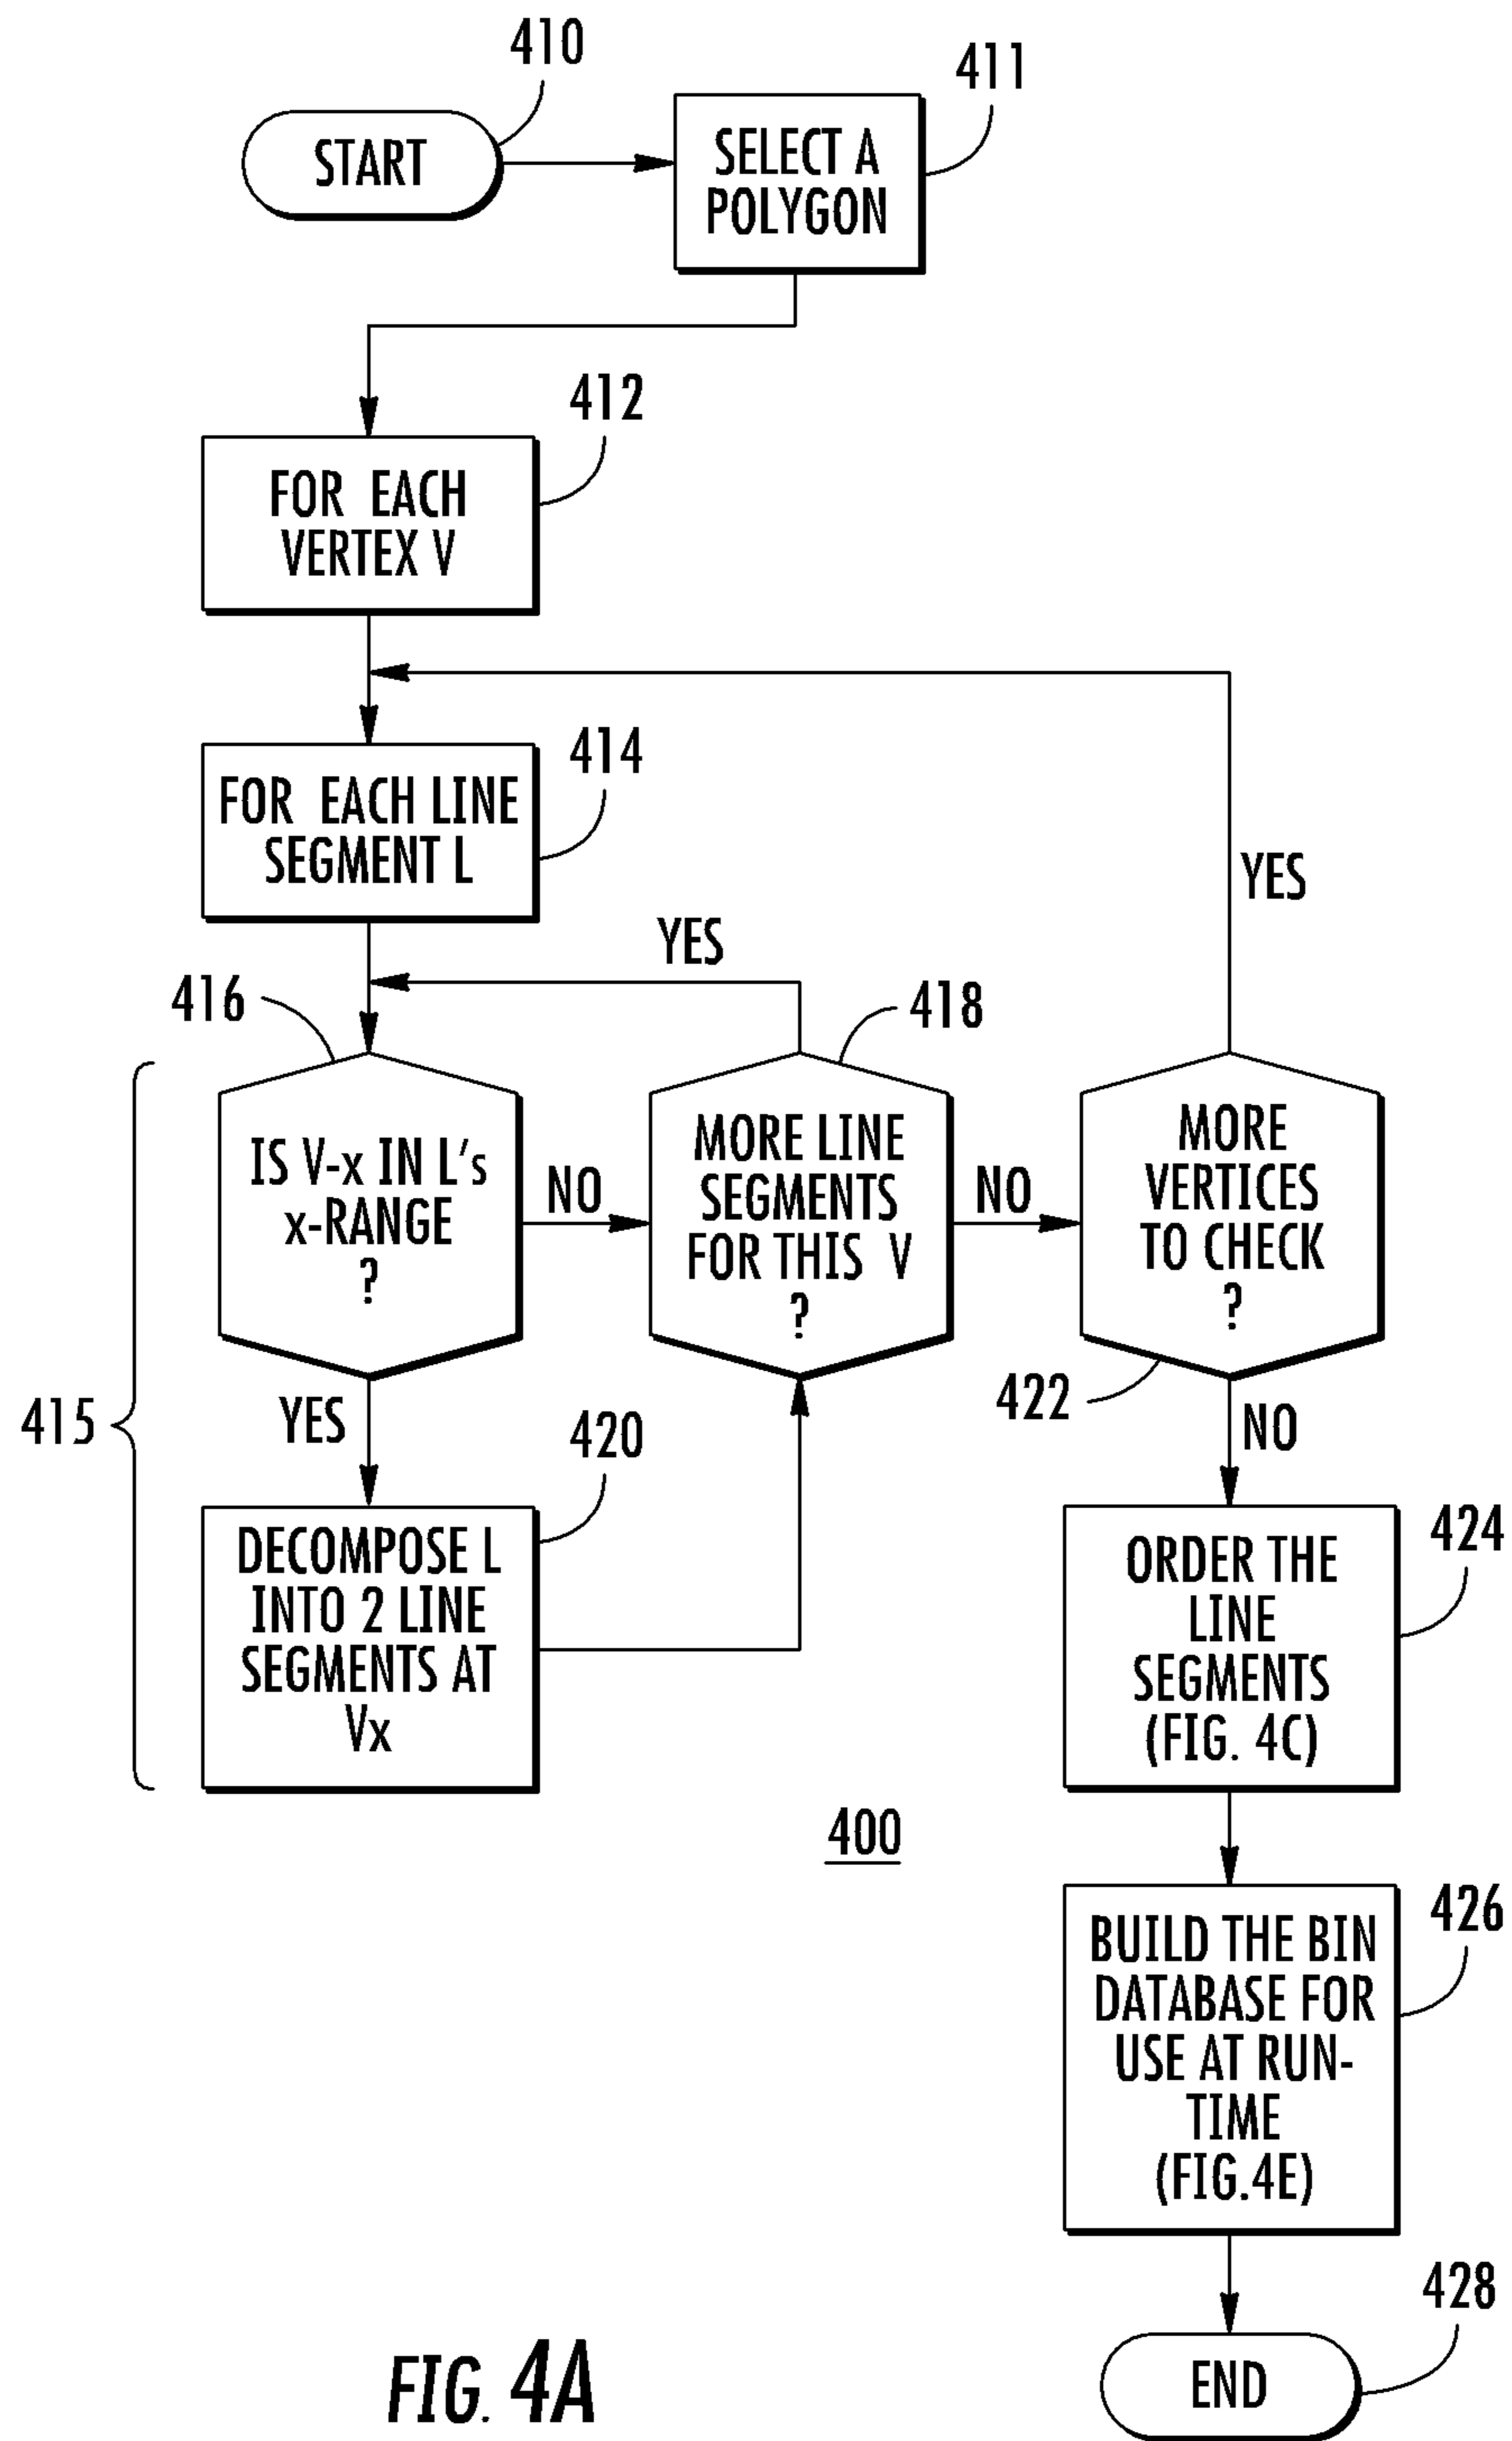 410
START
411
SELECT A
POLYGON
412
FOR EACH
VERTEX V
414
FOR EACH LINE
SEGMENT L
YES
YES
416
418
IS V-x IN L's
x-RANGE
?
NO
MORE LINE
SEGMENTS
FOR THIS V
?
NO
MORE
VERTICES
TO CHECK
?
422
415
YES
NO
420
DECOMPOSE L
INTO 2 LINE
SEGMENTS AT
Vx
424
ORDER THE
LINE
SEGMENTS
(FIG. 4C)
400
426
BUILD THE BIN
DATABASE FOR
USE AT RUN-
TIME
(FIG.4E)
428
END
FIG. 4A